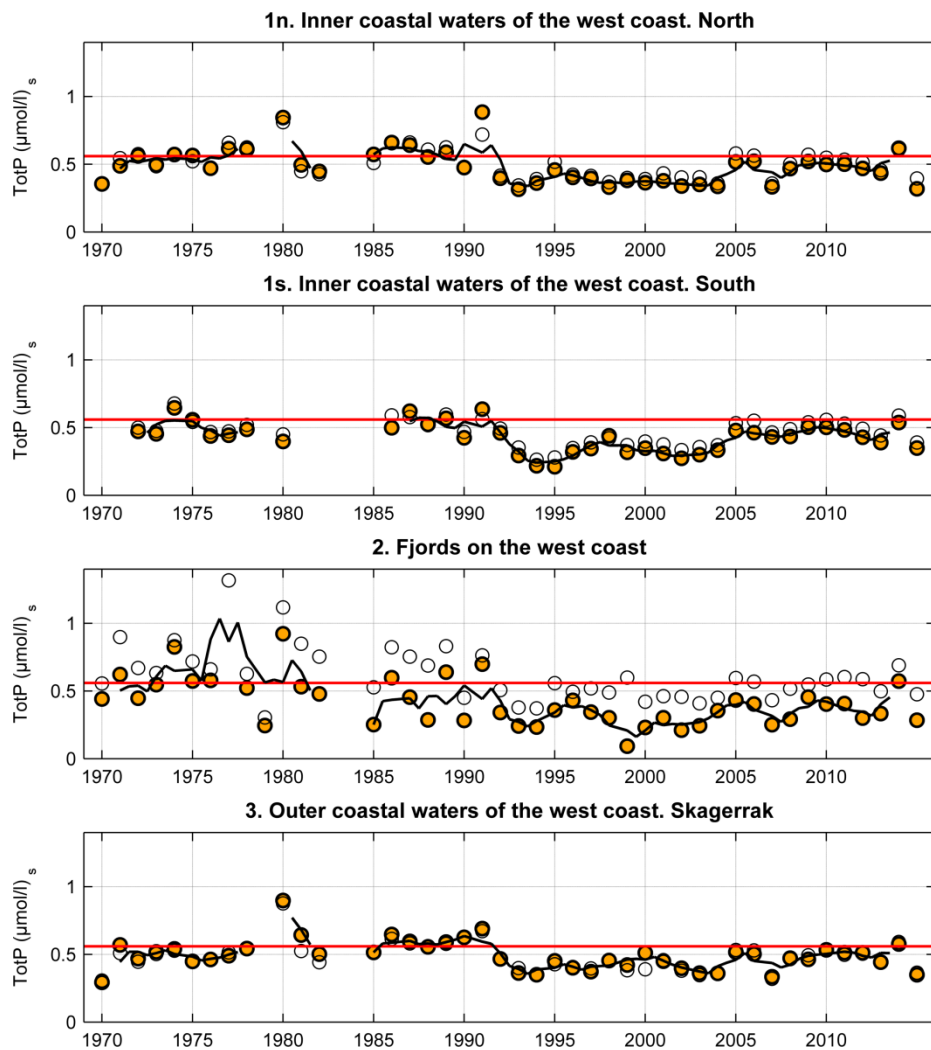 1n. Inner coastal waters of the west coast. North
TotP (µmol/l) s
1
0.5
0
1970 1975 1980 1985 1990 1995 2000 2005 2010
1s. Inner coastal waters of the west coast. South
TotP (µmol/l) s
1
0.5
0
1970 1975 1980 1985 1990 1995 2000 2005 2010
2. Fjords on the west coast
TotP (µmol/l) s
1
0.5
0
1970 1975 1980 1985 1990 1995 2000 2005 2010
3. Outer coastal waters of the west coast. Skagerrak
TotP (µmol/l) s
1
0.5
0
1970 1975 1980 1985 1990 1995 2000 2005 2010